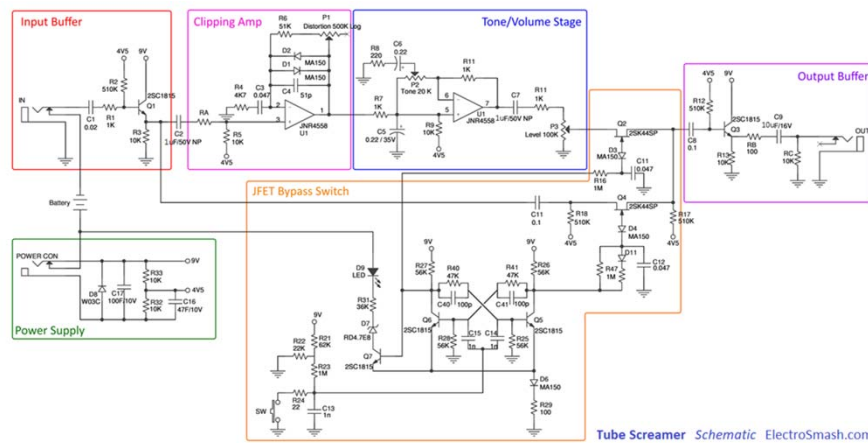 Input Buffer
4V5
9V
R2
510K
2SC1815
Q1
IN
C1
0.02
R1
1K
R3
10K
C2
1uF/50V NP
Battery
Clipping Amp
R6
51K
P1
Distortion 500K Log
D2
MA150
D1
MA150
C4
51p
R4
4K7
C3
0.047
RA
R5
10K
4V5
2
3
1
JNR4558
U1
Tone/Volume Stage
R8
220
C6
0.22
P2
Tone 20 K
R11
1K
R7
1K
C5
0.22 / 35V
R9
10K
4V5
6
5
7
U1
JNR4558
C7
1uF/50V NP
R11
1K
P3
Level 100K
Output Buffer
4V5
9V
R12
510K
2SC1815
Q3
C8
0.1
R13
10K
RB
100
C9
10uF/16V
RC
10K
OUT
JFET Bypass Switch
Q2
2SK44SP
D3
MA150
C11
0.047
R16
1M
Q4
2SK44SP
C11
0.1
R18
510K
4V5
R17
510K
4V5
D4
MA150
D11
R47
1M
C12
0.047
9V
R27
56K
R40
47K
C40
100p
9V
R26
56K
R41
47K
C41
100p
Q6
2SC1815
Q5
2SC1815
R28
56K
C15
1n
C14
1n
R25
56K
D9
LED
R31
36K
D7
RD4.7E8
Q7
2SC1815
D6
MA150
R29
100
9V
R22
22K
R21
62K
R23
1M
R24
22
SW
C13
1n
POWER CON
9V
R33
10K
4V5
D8
W03C
C17
100F/10V
R32
10K
C16
47F/10V
Power Supply
Tube Screamer Schematic ElectroSmash.com